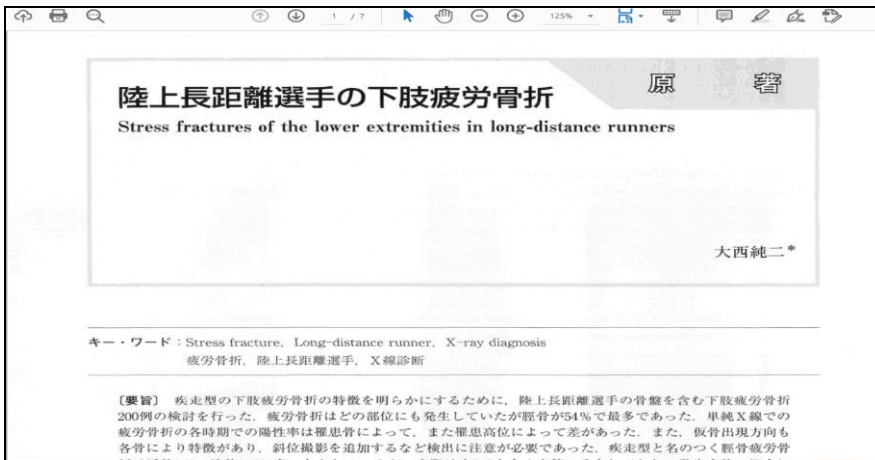 1 / 7 125%
原著
陸上長距離選手の下肢疲労骨折
Stress fractures of the lower extremities in long-distance runners
大西純二*
キー・ワード：Stress fracture, Long-distance runner, X-ray diagnosis
疲労骨折，陸上長距離選手，X線診断
〔要旨〕 疾走型の下肢疲労骨折の特徴を明らかにするために，陸上長距離選手の骨盤を含む下肢疲労骨折
200例の検討を行った．疲労骨折はどの部位にも発生していたが脛骨が54％で最多であった．単純X線での
疲労骨折の各時期での陽性率は罹患骨によって，また罹患高位によって差があった．また，仮骨出現方向も
各骨により特徴があり，斜位撮影を追加するなど検出に注意が必要であった．疾走型と名のつく脛骨疲労骨